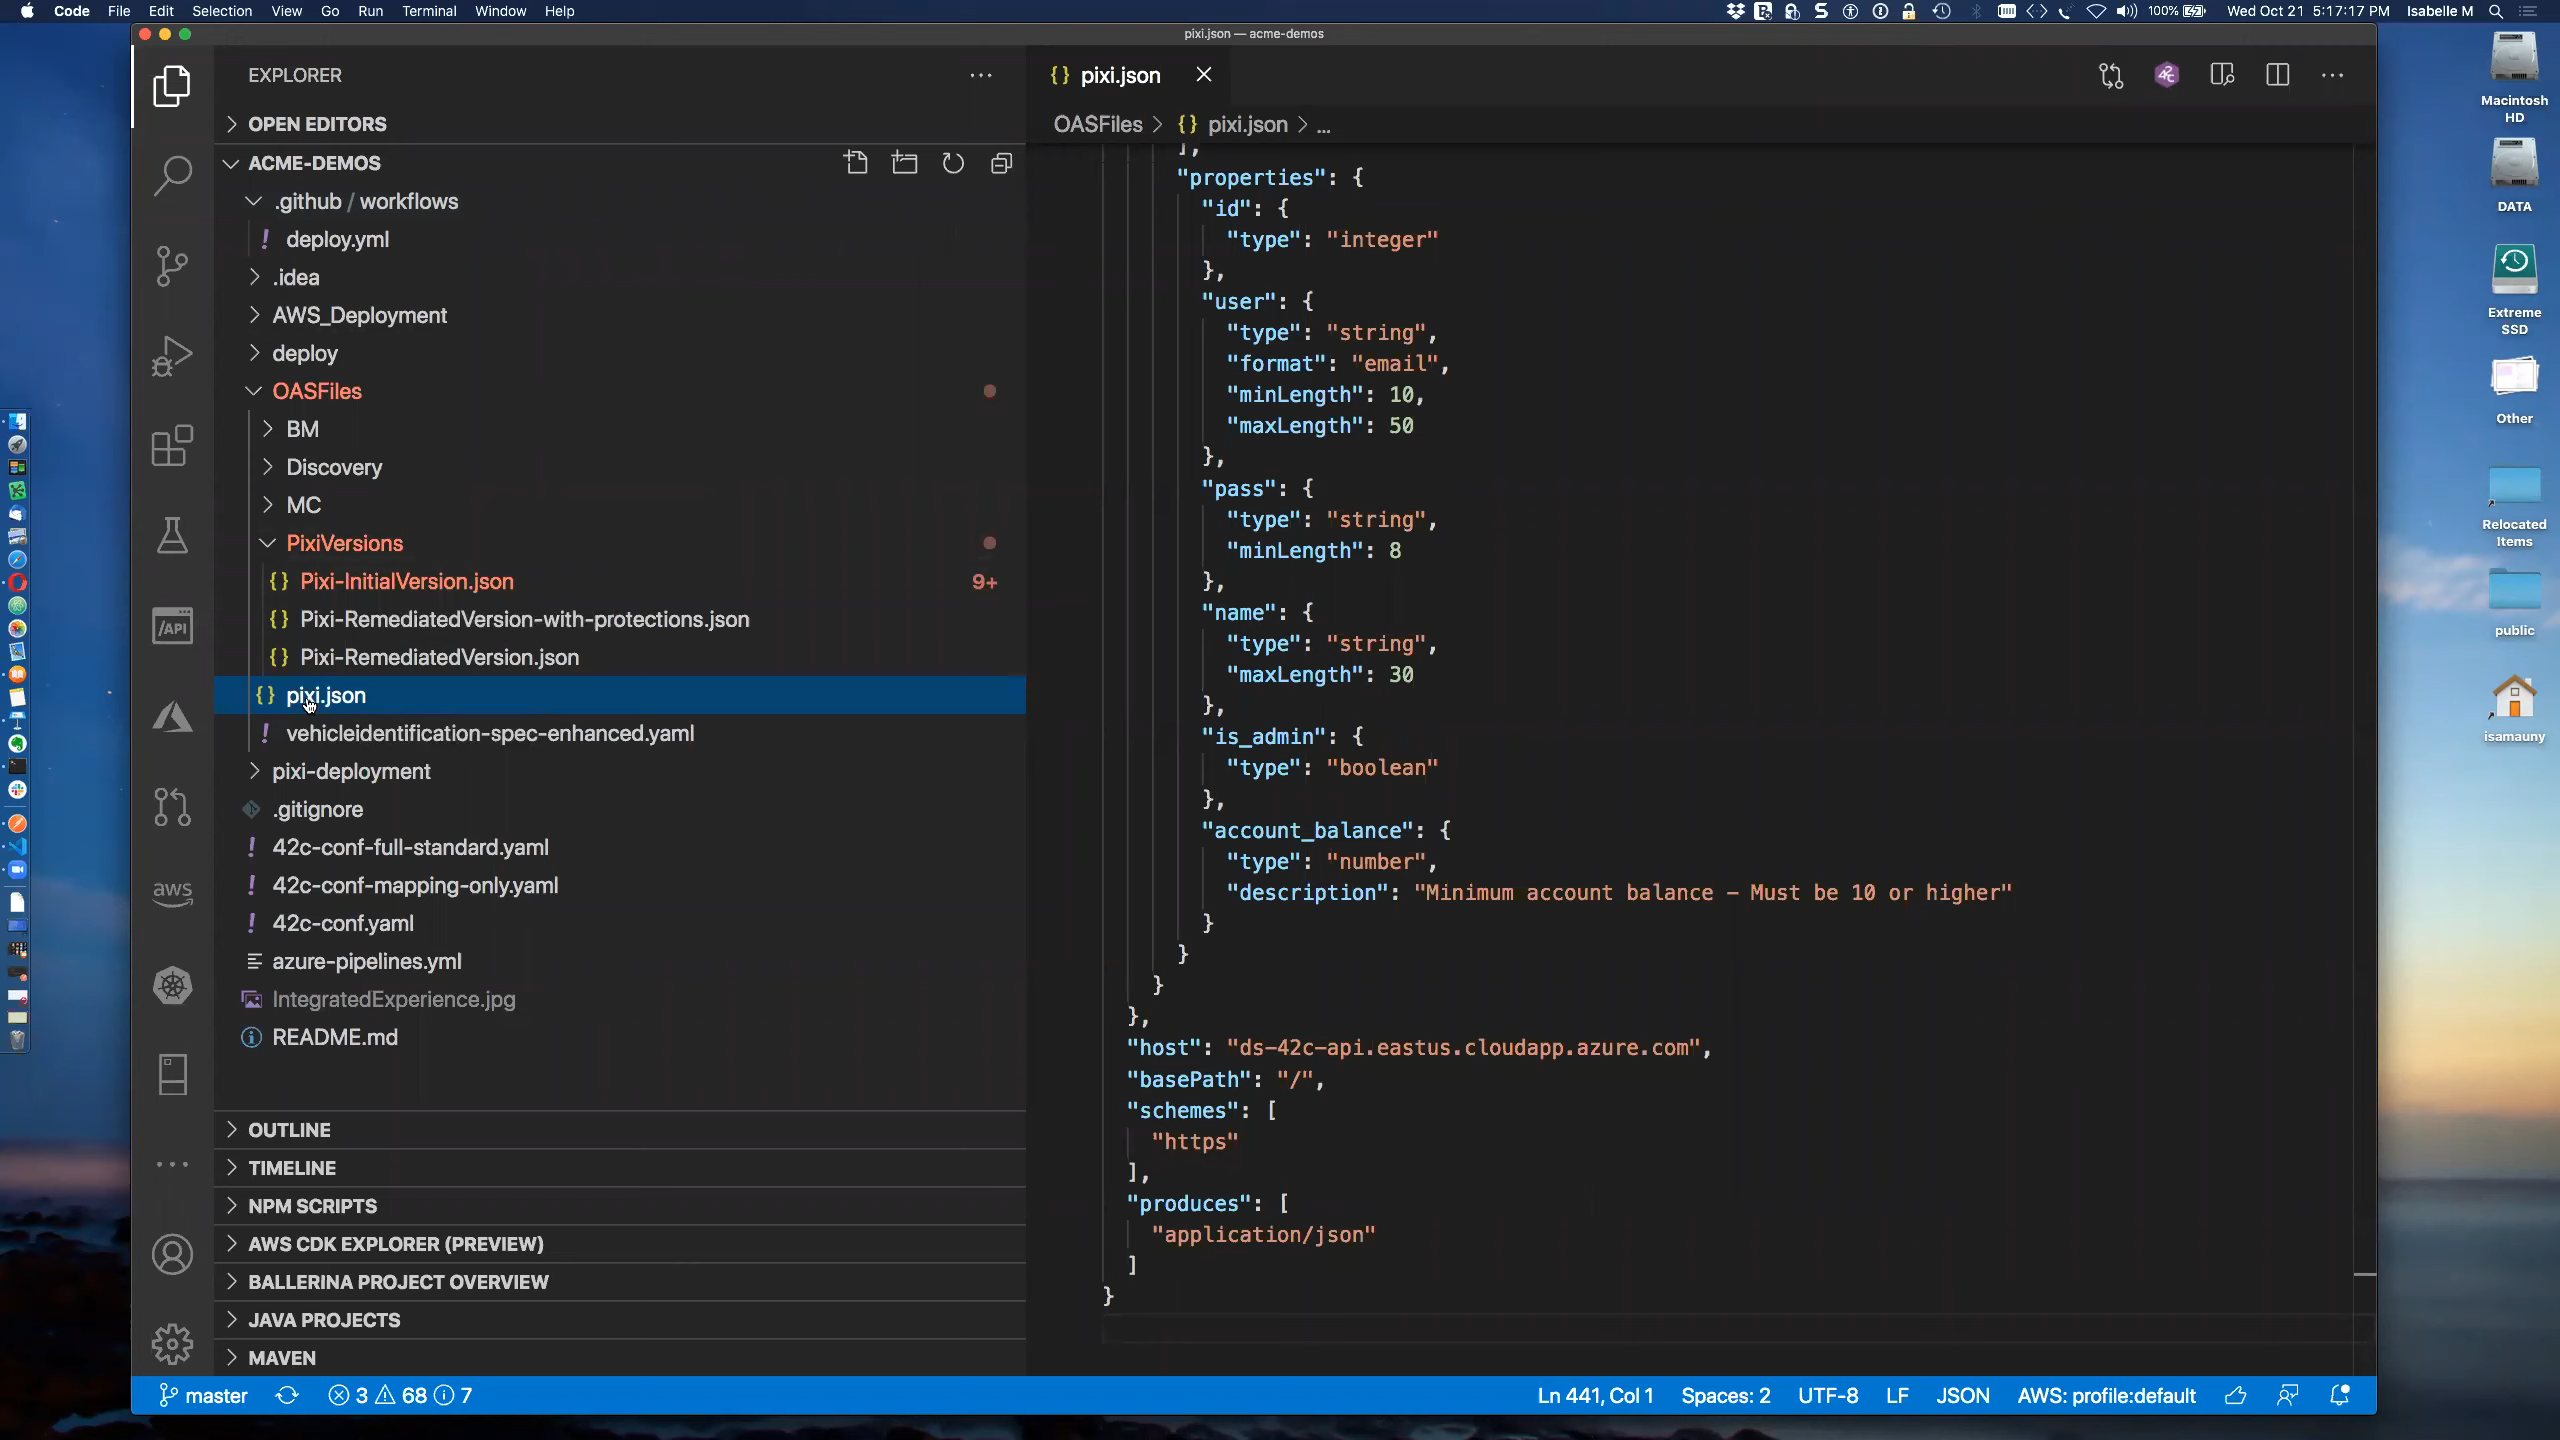 Code File Edit Selection View Go Run Terminal Window Help
100% Wed Oct 21 5:17:17 PM Isabelle M
pixi.json — acme-demos
EXPLORER
OPEN EDITORS
ACME-DEMOS
.github / workflows
deploy.yml
.idea
AWS_Deployment
deploy
OASFiles
BM
Discovery
MC
PixiVersions
{} Pixi-InitialVersion.json 9+
{} Pixi-RemediatedVersion-with-protections.json
{} Pixi-RemediatedVersion.json
{} pixi.json
! vehicleidentification-spec-enhanced.yaml
pixi-deployment
.gitignore
! 42c-conf-full-standard.yaml
! 42c-conf-mapping-only.yaml
! 42c-conf.yaml
azure-pipelines.yml
IntegratedExperience.jpg
README.md
/API
aws
OUTLINE
TIMELINE
NPM SCRIPTS
AWS CDK EXPLORER (PREVIEW)
BALLERINA PROJECT OVERVIEW
JAVA PROJECTS
MAVEN
{} pixi.json
42C
OASFiles > {} pixi.json > ...
],
"properties": {
"id": {
"type": "integer"
},
"user": {
"type": "string",
"format": "email",
"minLength": 10,
"maxLength": 50
},
"pass": {
"type": "string",
"minLength": 8
},
"name": {
"type": "string",
"maxLength": 30
},
"is_admin": {
"type": "boolean"
},
"account_balance": {
"type": "number",
"description": "Minimum account balance – Must be 10 or higher"
}
}
}
},
"host": "ds-42c-api.eastus.cloudapp.azure.com",
"basePath": "/",
"schemes": [
"https"
],
"produces": [
"application/json"
]
}
master 3 68 7
Ln 441, Col 1 Spaces: 2 UTF-8 LF JSON AWS: profile:default
Macintosh HD
DATA
Extreme SSD
Other
Relocated Items
public
isamauny